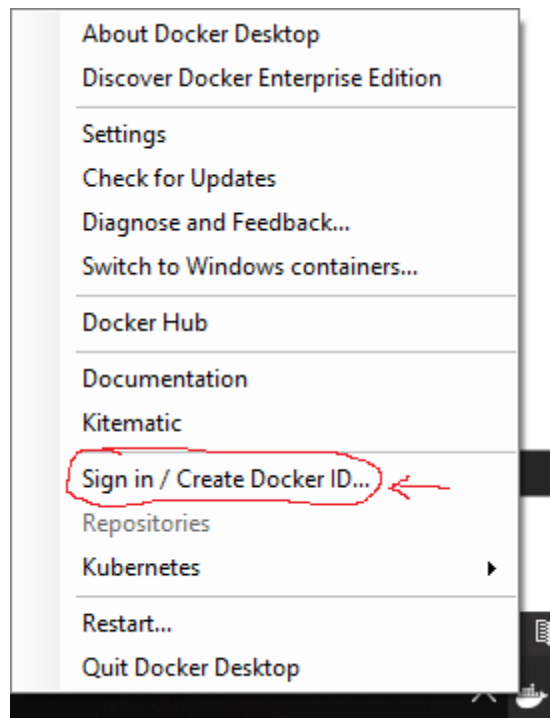 About Docker Desktop
Discover Docker Enterprise Edition
Settings
Check for Updates
Diagnose and Feedback...
Switch to Windows containers...
Docker Hub
Documentation
Kitematic
Sign in / Create Docker ID...
Repositories
Kubernetes
Restart...
Quit Docker Desktop